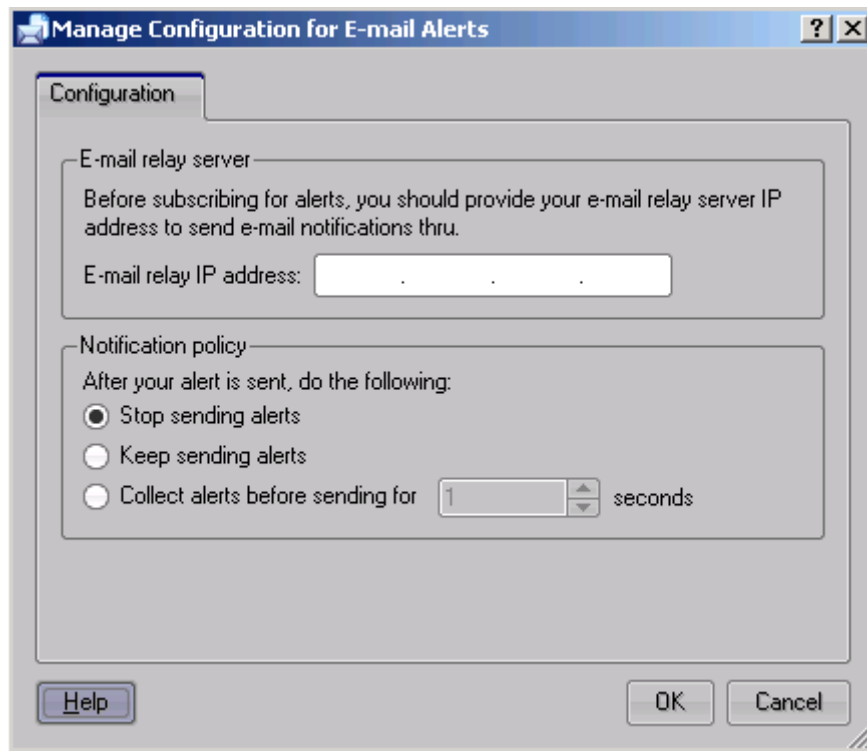 Manage Configuration for E-mail Alerts
Configuration
E-mail relay server
Before subscribing for alerts, you should provide your e-mail relay server IP
address to send e-mail notifications thru.
E-mail relay IP address: . . .
Notification policy
After your alert is sent, do the following:
Stop sending alerts
Keep sending alerts
Collect alerts before sending for 1 seconds
Help OK Cancel